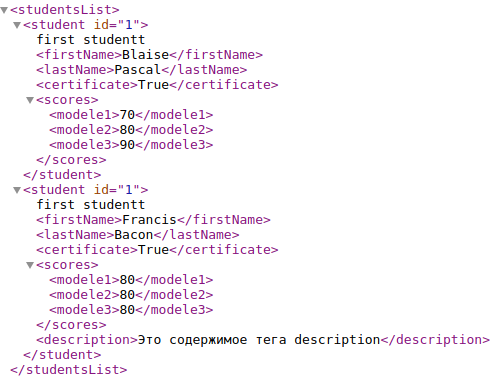 <studentsList>
<student id="1">
first studentt
<firstName>Blaise</firstName>
<lastName>Pascal</lastName>
<certificate>True</certificate>
<scores>
<modele1>70</modele1>
<modele2>80</modele2>
<modele3>90</modele3>
</scores>
</student>
<student id="1">
first studentt
<firstName>Francis</firstName>
<lastName>Bacon</lastName>
<certificate>True</certificate>
<scores>
<modele1>80</modele1>
<modele2>80</modele2>
<modele3>80</modele3>
</scores>
<description>Это содержимое тега description</description>
</student>
</studentsList>